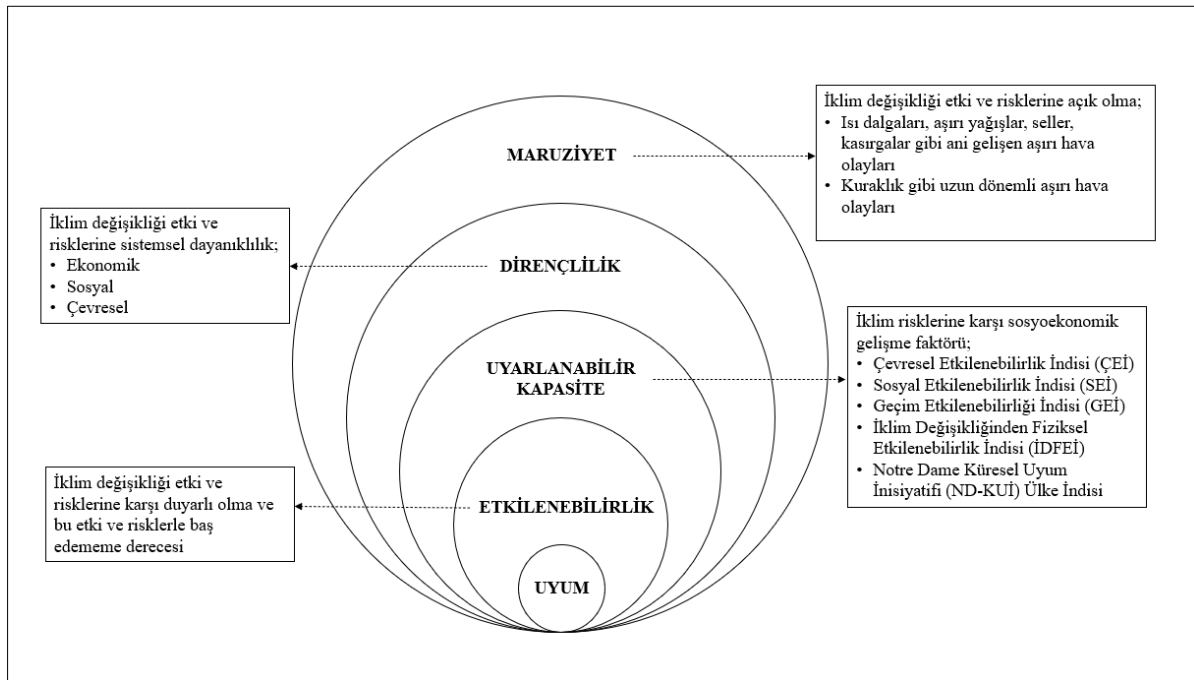 MARUZİYET
İklim değişikliği etki ve risklerine açık olma;
• Isı dalgaları, aşırı yağışlar, seller,
kasırgalar gibi ani gelişen aşırı hava
olayları
• Kuraklık gibi uzun dönemli aşırı hava
olayları
İklim değişikliği etki ve
risklerine sistemsel dayanıklılık;
• Ekonomik
• Sosyal
• Çevresel
DİRENÇLİLİK
UYARLANABİLİR
KAPASİTE
İklim risklerine karşı sosyoekonomik
gelişme faktörü;
• Çevresel Etkilenebilirlik İndisi (ÇEİ)
• Sosyal Etkilenebilirlik İndisi (SEİ)
• Geçim Etkilenebilirliği İndisi (GEİ)
• İklim Değişikliğinden Fiziksel
Etkilenebilirlik İndisi (İDFEİ)
• Notre Dame Küresel Uyum
İnisiyatifi (ND-KUİ) Ülke İndisi
İklim değişikliği etki ve
risklerine karşı duyarlı olma ve
bu etki ve risklerle baş
edememe derecesi
ETKİLENEBİLİRLİK
UYUM